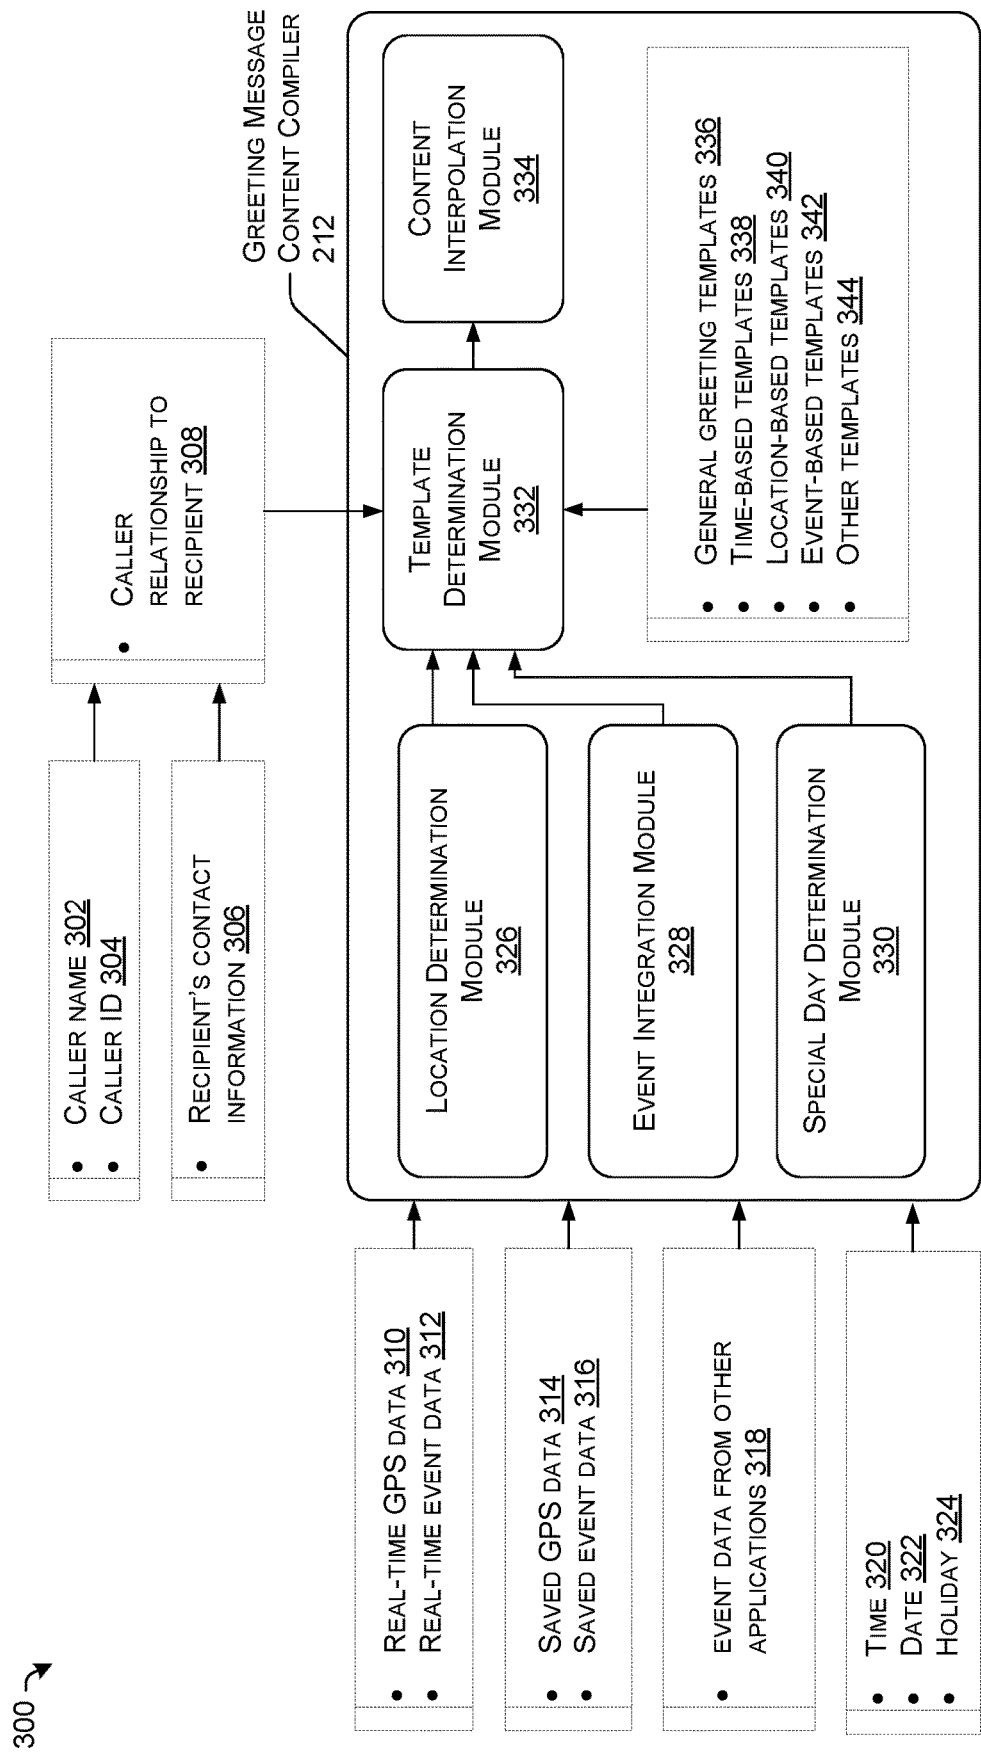 300
CALLER NAME 302
CALLER ID 304
RECIPIENT'S CONTACT
INFORMATION 306
CALLER
RELATIONSHIP TO
RECIPIENT 308
GREETING MESSAGE
CONTENT COMPILER
212
REAL-TIME GPS DATA 310
REAL-TIME EVENT DATA 312
SAVED GPS DATA 314
SAVED EVENT DATA 316
EVENT DATA FROM OTHER
APPLICATIONS 318
TIME 320
DATE 322
HOLIDAY 324
LOCATION DETERMINATION
MODULE
326
EVENT INTEGRATION MODULE
328
SPECIAL DAY DETERMINATION
MODULE
330
TEMPLATE
DETERMINATION
MODULE
332
CONTENT
INTERPOLATION
MODULE
334
GENERAL GREETING TEMPLATES 336
TIME-BASED TEMPLATES 338
LOCATION-BASED TEMPLATES 340
EVENT-BASED TEMPLATES 342
OTHER TEMPLATES 344